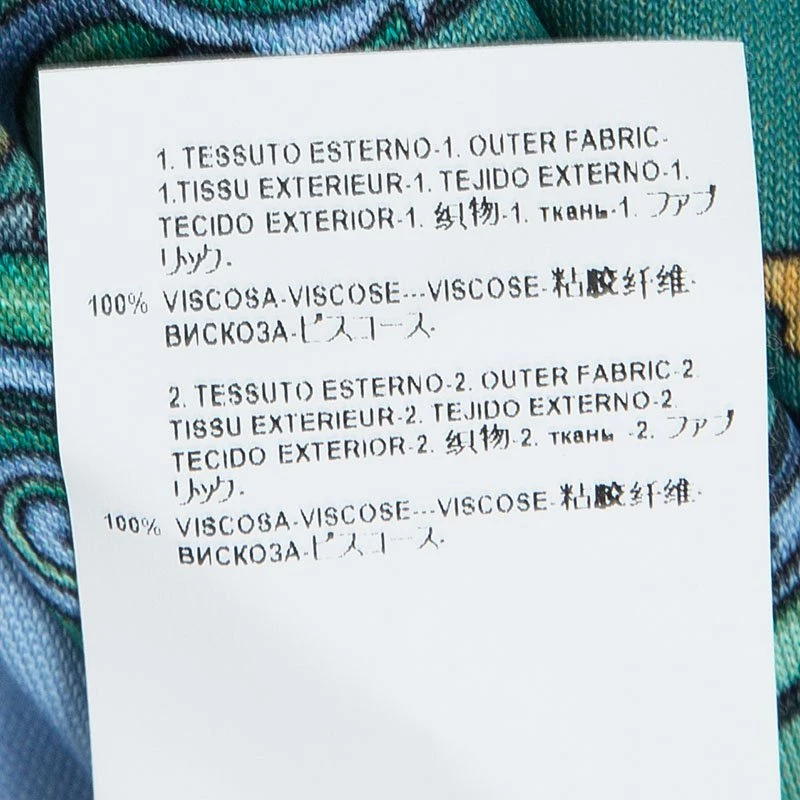 1. TESSUTO ESTERNO-1. OUTER FABRIC-
1.TISSU EXTERIEUR-1. TEJIDO EXTERNO-1.
TECIDO EXTERIOR-1. 织物-1. ткань-1. ファブ
リック.
100% VISCOSA-VISCOSE---VISCOSE-粘胶纤维-
ВИСКОЗА-ビスコース-
2. TESSUTO ESTERNO-2. OUTER FABRIC-2.
TISSU EXTERIEUR-2. TEJIDO EXTERNO-2.
TECIDO EXTERIOR-2. 织物-2. ткань -2. ファブ
リック.
100% VISCOSA-VISCOSE---VISCOSE-粘胶纤维-
ВИСКОЗА-ビスコース-